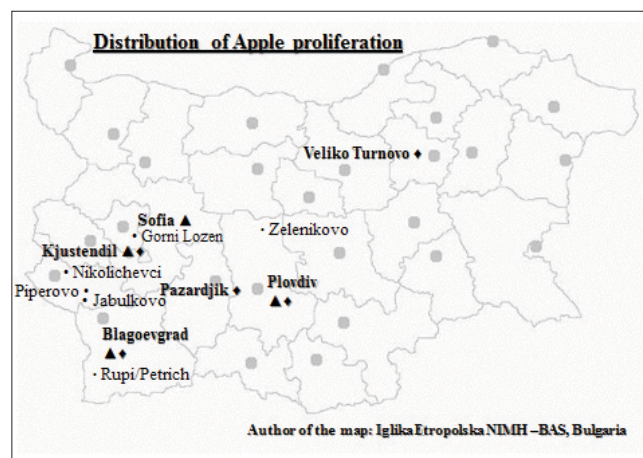 Distribution of Apple proliferation
Veliko Turnovo ♦
Sofia ▲
• Gorni Lozen
• Zelenikovo
Kjustendil ▲♦
• Nikolichevci
Piperovo •
• Jabulkovo
Pazardjik ♦
Plovdiv
▲♦
Blagoevgrad
▲♦
• Rupi/Petrich
Author of the map: Iglika Etropolska NIMH –BAS, Bulgaria